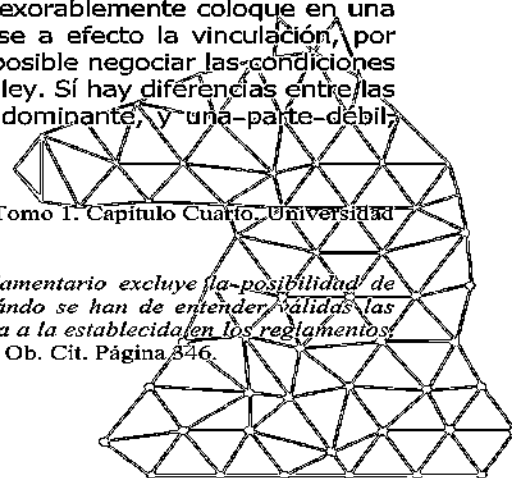 exorablemente coloque en una
se a efecto la vinculación, por
posible negociar las condiciones
ley. Sí hay diferencias entre las
dominante, y una parte débil,
Tomo 1. Capítulo Cuarto. Universidad
lamentario excluye la posibilidad de
ándo se han de entender válidas las
a a la establecida en los reglamentos
Ob. Cit. Página 346.